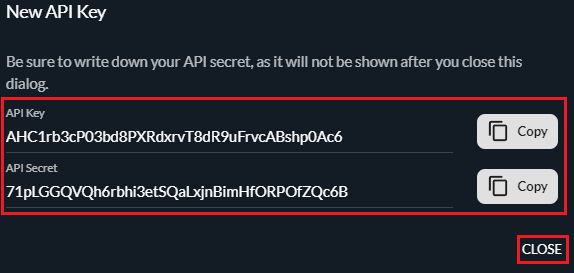 New API Key
Be sure to write down your API secret, as it will not be shown after you close this
dialog.
API Key
AHC1rb3cP03bd8PXRdxrvT8dR9uFrvcABshp0Ac6
Copy
API Secret
71pLGGQVQh6rbhi3etSQaLxjnBimHfORPOfZQc6B
Copy
CLOSE